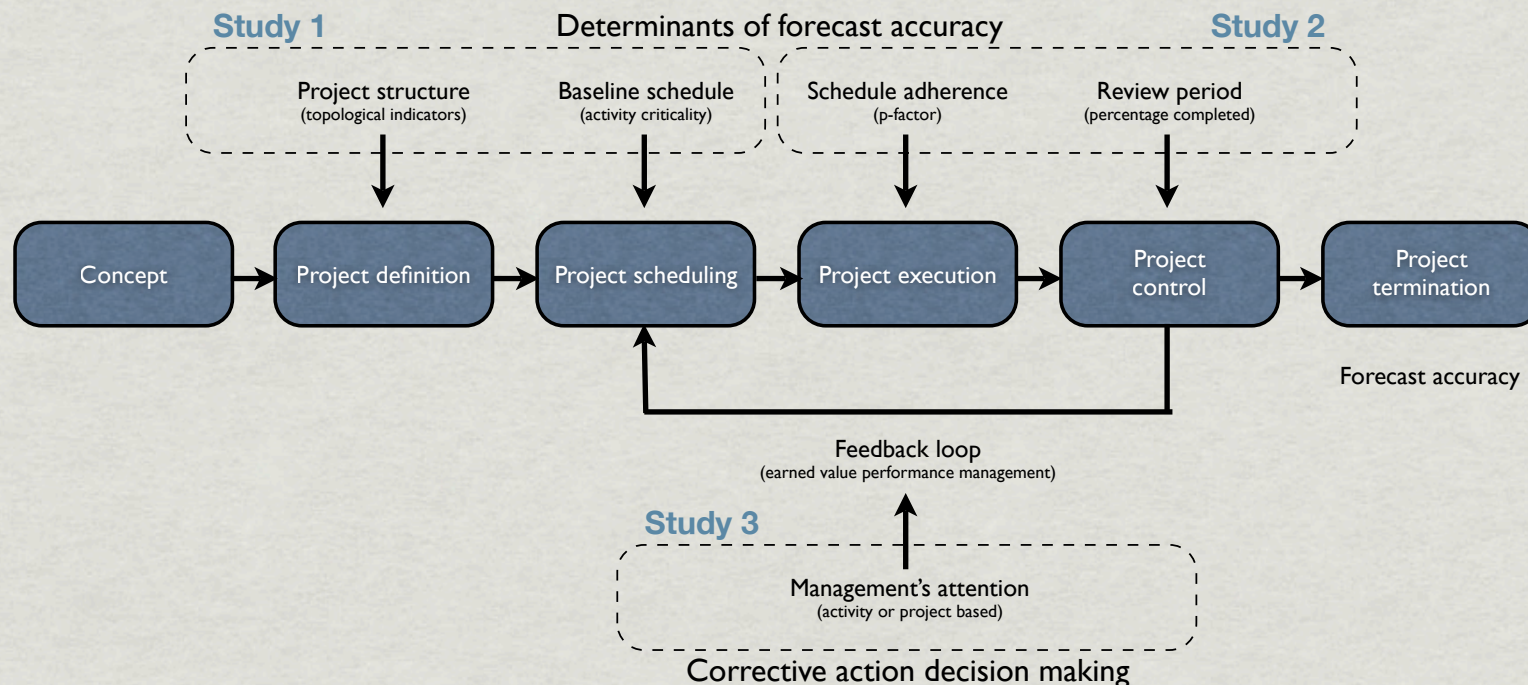 Study 1
Determinants of forecast accuracy
Study 2
Project structure
(topological indicators)
Baseline schedule
(activity criticality)
Schedule adherence
(p-factor)
Review period
(percentage completed)
Concept
Project definition
Project scheduling
Project execution
Project
control
Project
termination
Forecast accuracy
Feedback loop
(earned value performance management)
Study 3
Management's attention
(activity or project based)
Corrective action decision making